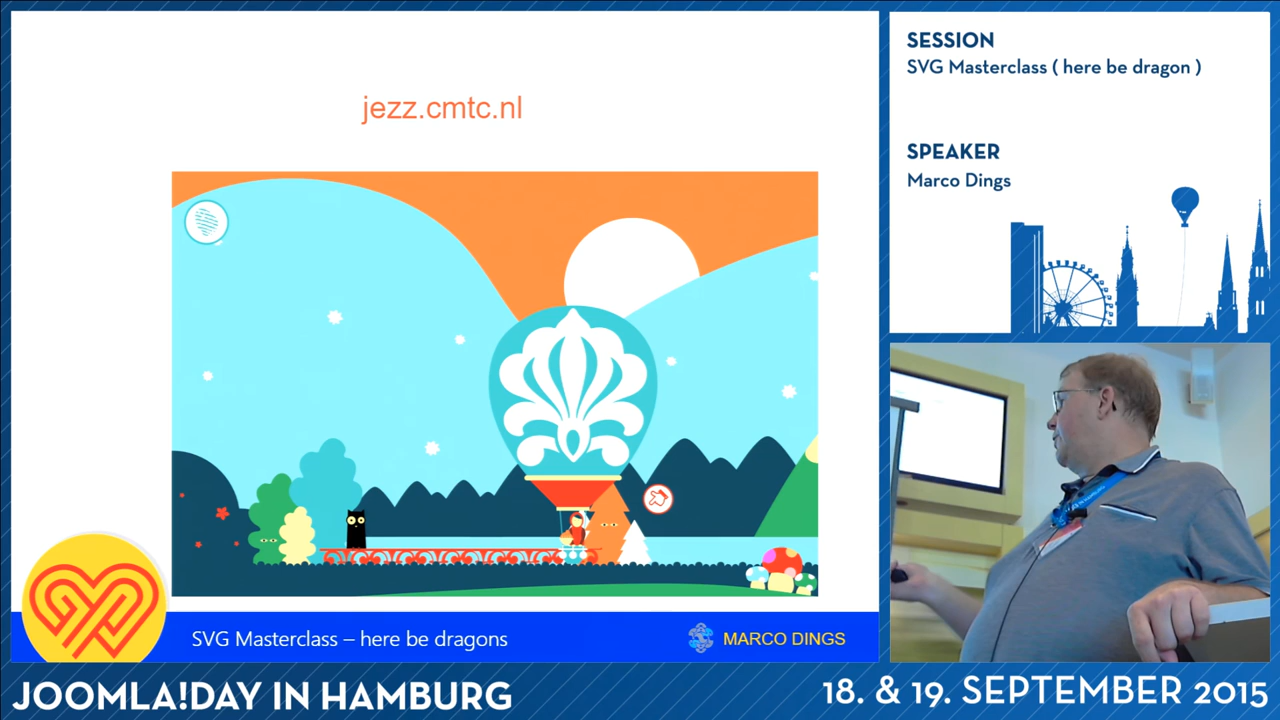 jezz.cmtc.nl
SVG Masterclass – here be dragons
MARCO DINGS
SESSION
SVG Masterclass ( here be dragon )
SPEAKER
Marco Dings
JOOMLA!DAY IN HAMBURG
18. & 19. SEPTEMBER 2015